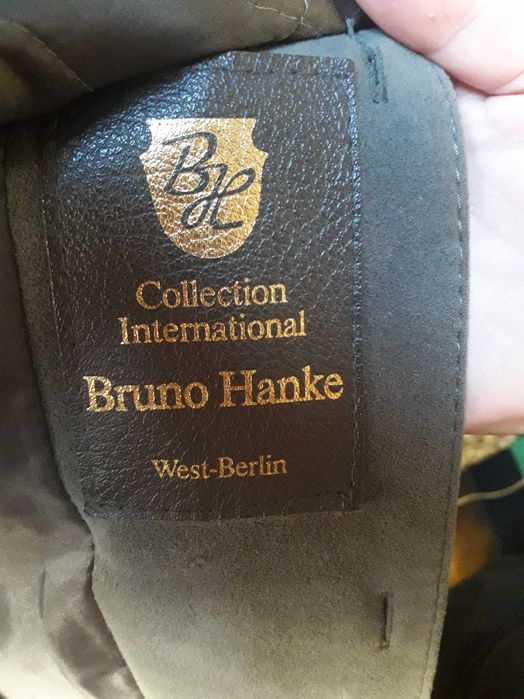 BH
Collection
International
Bruno Hanke
West-Berlin